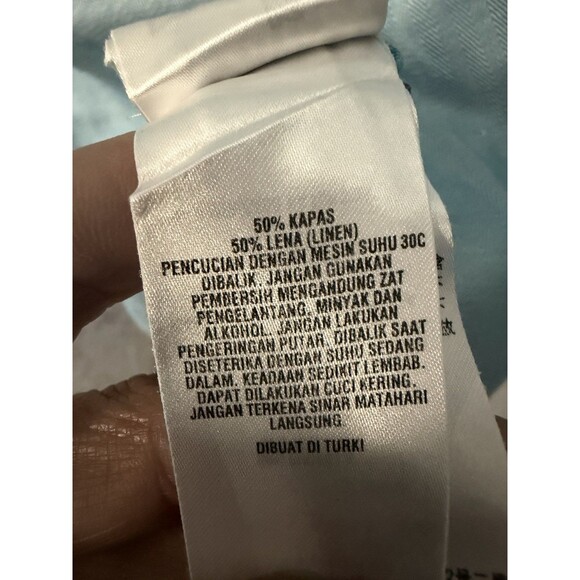 50% KAPAS
50% LENA (LINEN)
PENCUCIAN DENGAN MESIN SUHU 30C
DIBALIK. JANGAN GUNAKAN
PEMBERSIH MENGANDUNG ZAT
PENGELANTANG, MINYAK DAN
ALKOHOL. JANGAN LAKUKAN
PENGERINGAN PUTAR. DIBALIK SAAT
DISETERIKA DENGAN SUHU SEDANG
DALAM. KEADAAN SEDIKIT LEMBAB.
DAPAT DILAKUKAN CUCI KERING.
JANGAN TERKENA SINAR MATAHARI
LANGSUNG
DIBUAT DI TURKI